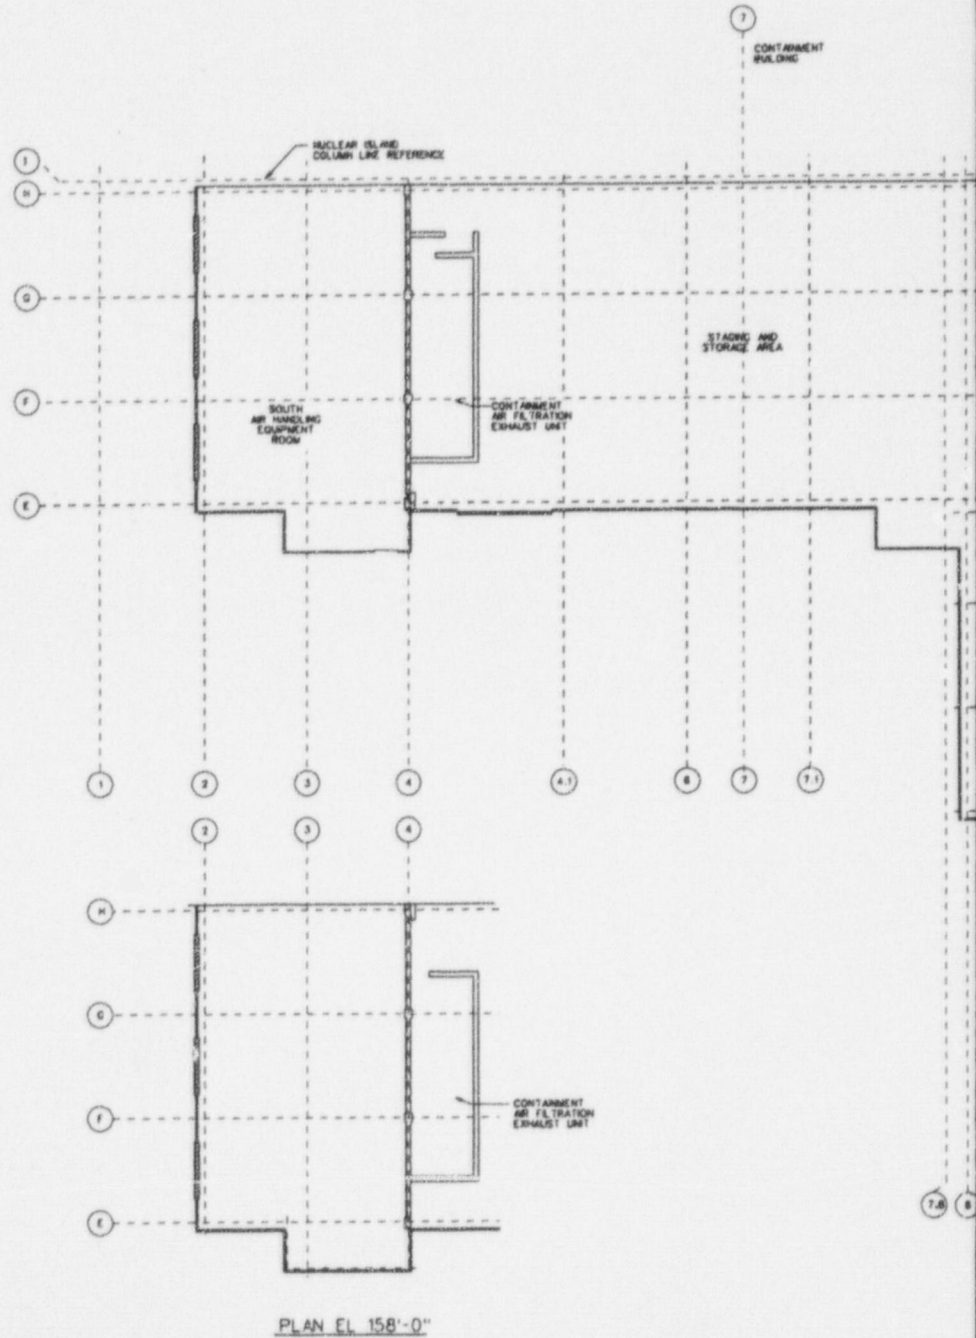 7
CONTAINMENT
BUILDING
NUCLEAR ISLAND
COLUMN LINE REFERENCE
I
H
G
F
E
STAGING AND
STORAGE AREA
SOUTH
AIR HANDLING
EQUIPMENT
ROOM
CONTAINMENT
AIR FILTRATION
EXHAUST UNIT
1
2
3
4
6
7
7.1
2
3
4
H
G
F
E
CONTAINMENT
AIR FILTRATION
EXHAUST UNIT
7.8
8
PLAN EL 158'-0"